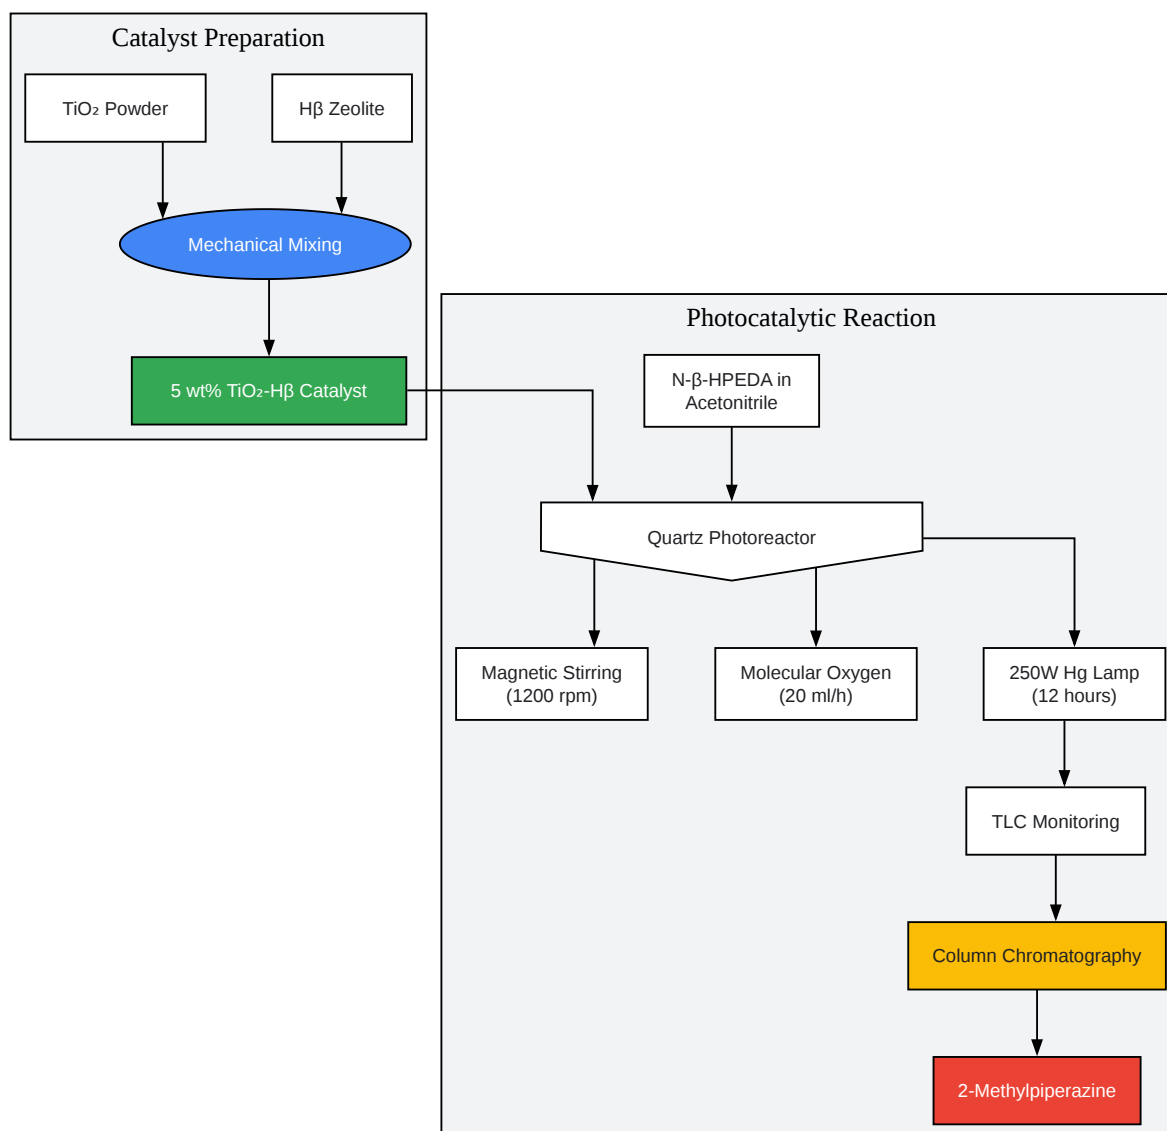 Catalyst Preparation
TiO₂ Powder
Hβ Zeolite
Mechanical Mixing
5 wt% TiO₂-Hβ Catalyst
Photocatalytic Reaction
N-β-HPEDA in
Acetonitrile
Quartz Photoreactor
Magnetic Stirring
(1200 rpm)
Molecular Oxygen
(20 ml/h)
250W Hg Lamp
(12 hours)
TLC Monitoring
Column Chromatography
2-Methylpiperazine